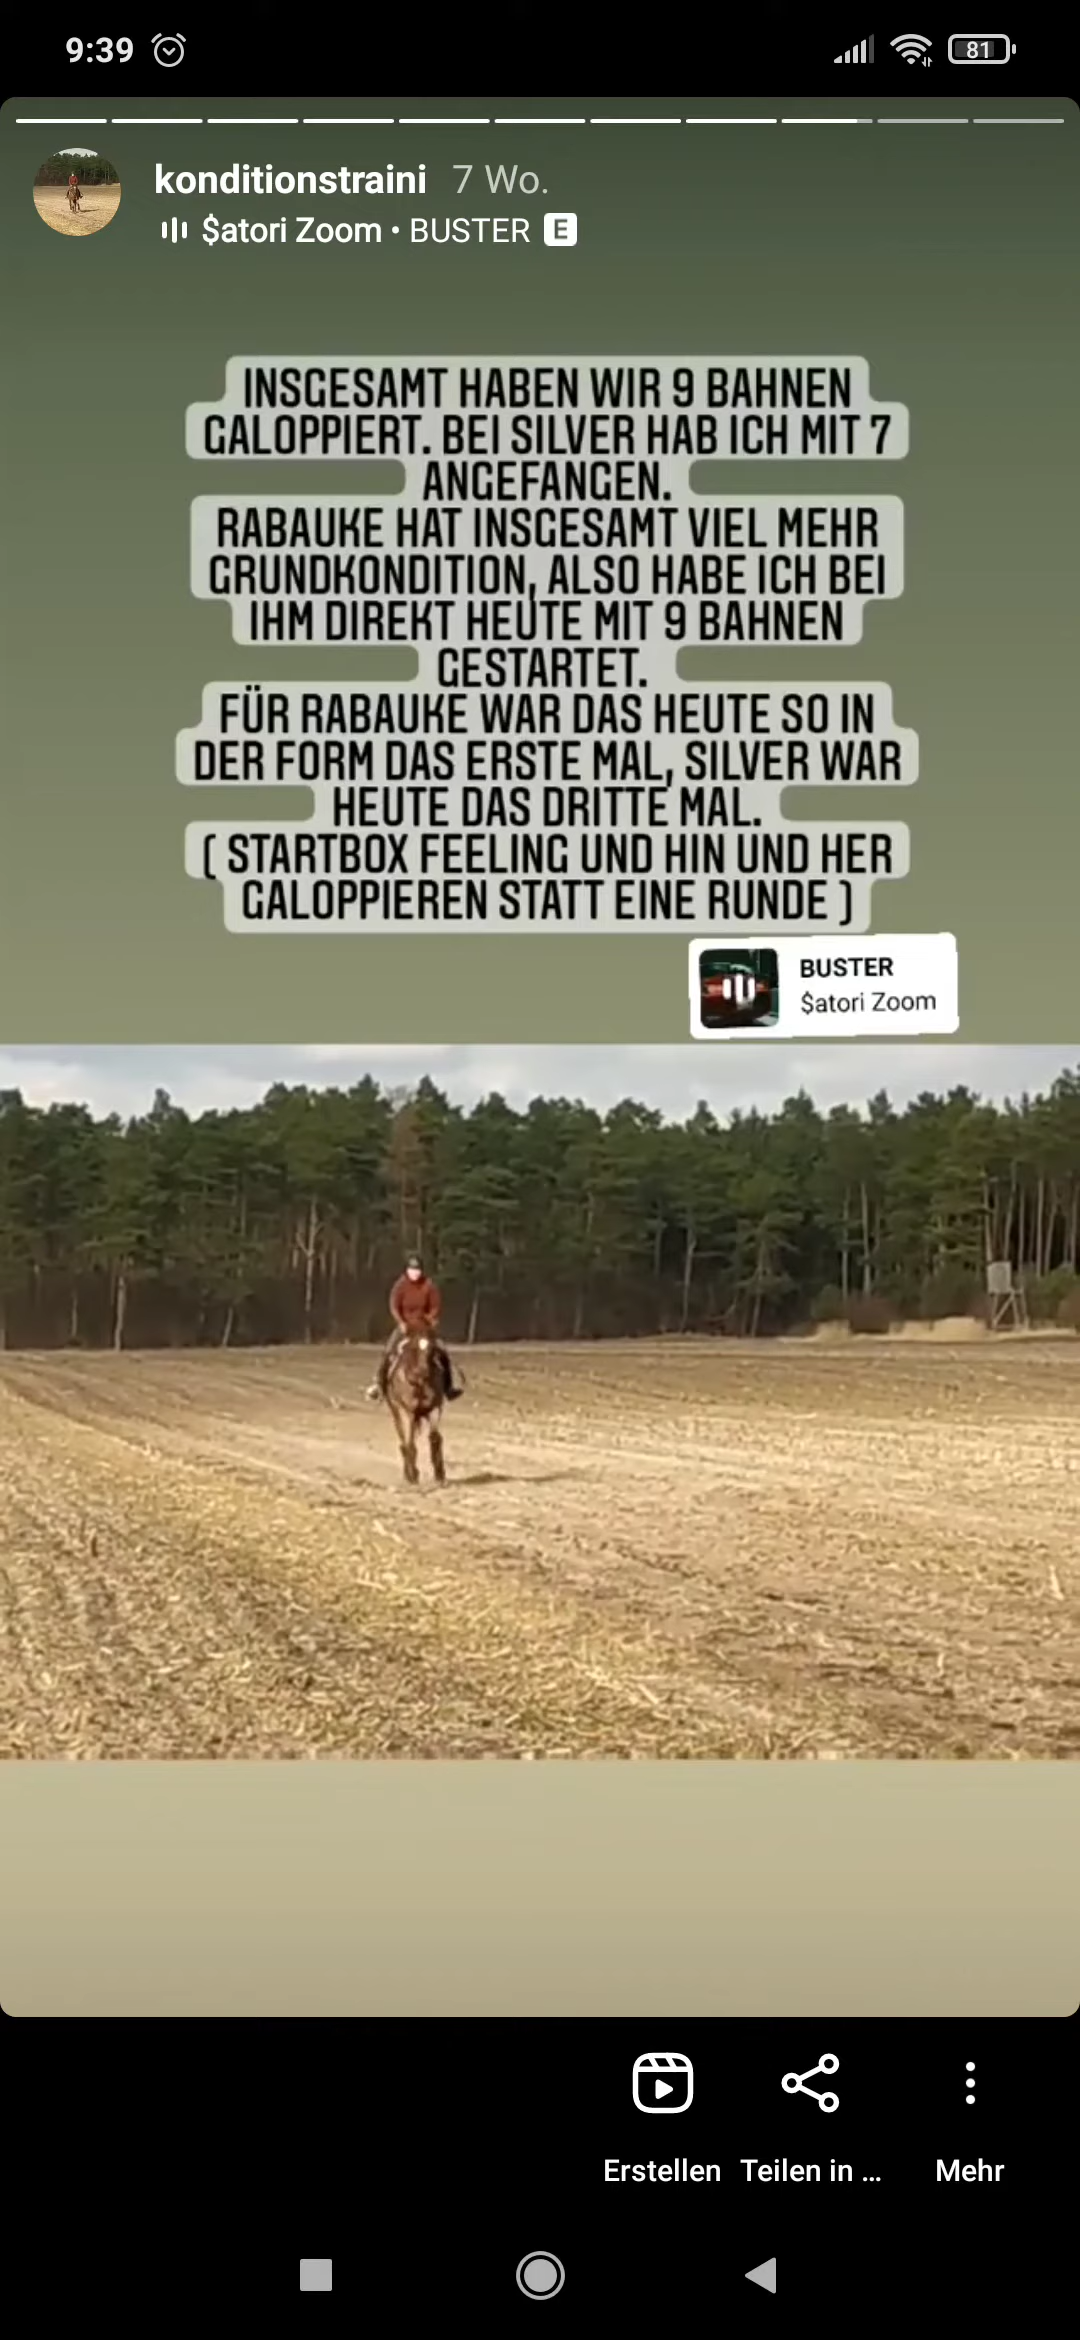 9:39
81
konditionstraini 7 Wo.
$atori Zoom • BUSTER E
INSGESAMT HABEN WIR 9 BAHNEN
GALOPPIERT. BEI SILVER HAB ICH MIT 7
ANGEFANGEN.
RABAUKE HAT INSGESAMT VIEL MEHR
GRUNDKONDITION, ALSO HABE ICH BEI
IHM DIREKT HEUTE MIT 9 BAHNEN
GESTARTET.
FÜR RABAUKE WAR DAS HEUTE SO IN
DER FORM DAS ERSTE MAL, SILVER WAR
HEUTE DAS DRITTE MAL.
( STARTBOX FEELING UND HIN UND HER
GALOPPIEREN STATT EINE RUNDE )
BUSTER
$atori Zoom
Erstellen Teilen in ... Mehr